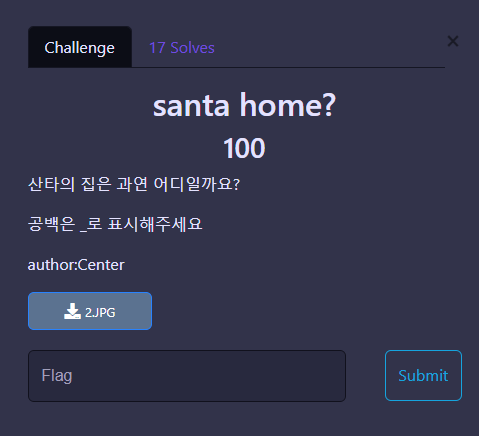 Challenge
17 Solves
×
santa home?
100
산타의 집은 과연 어디일까요?
공백은 _로 표시해주세요
author:Center
2.JPG
Flag
Submit